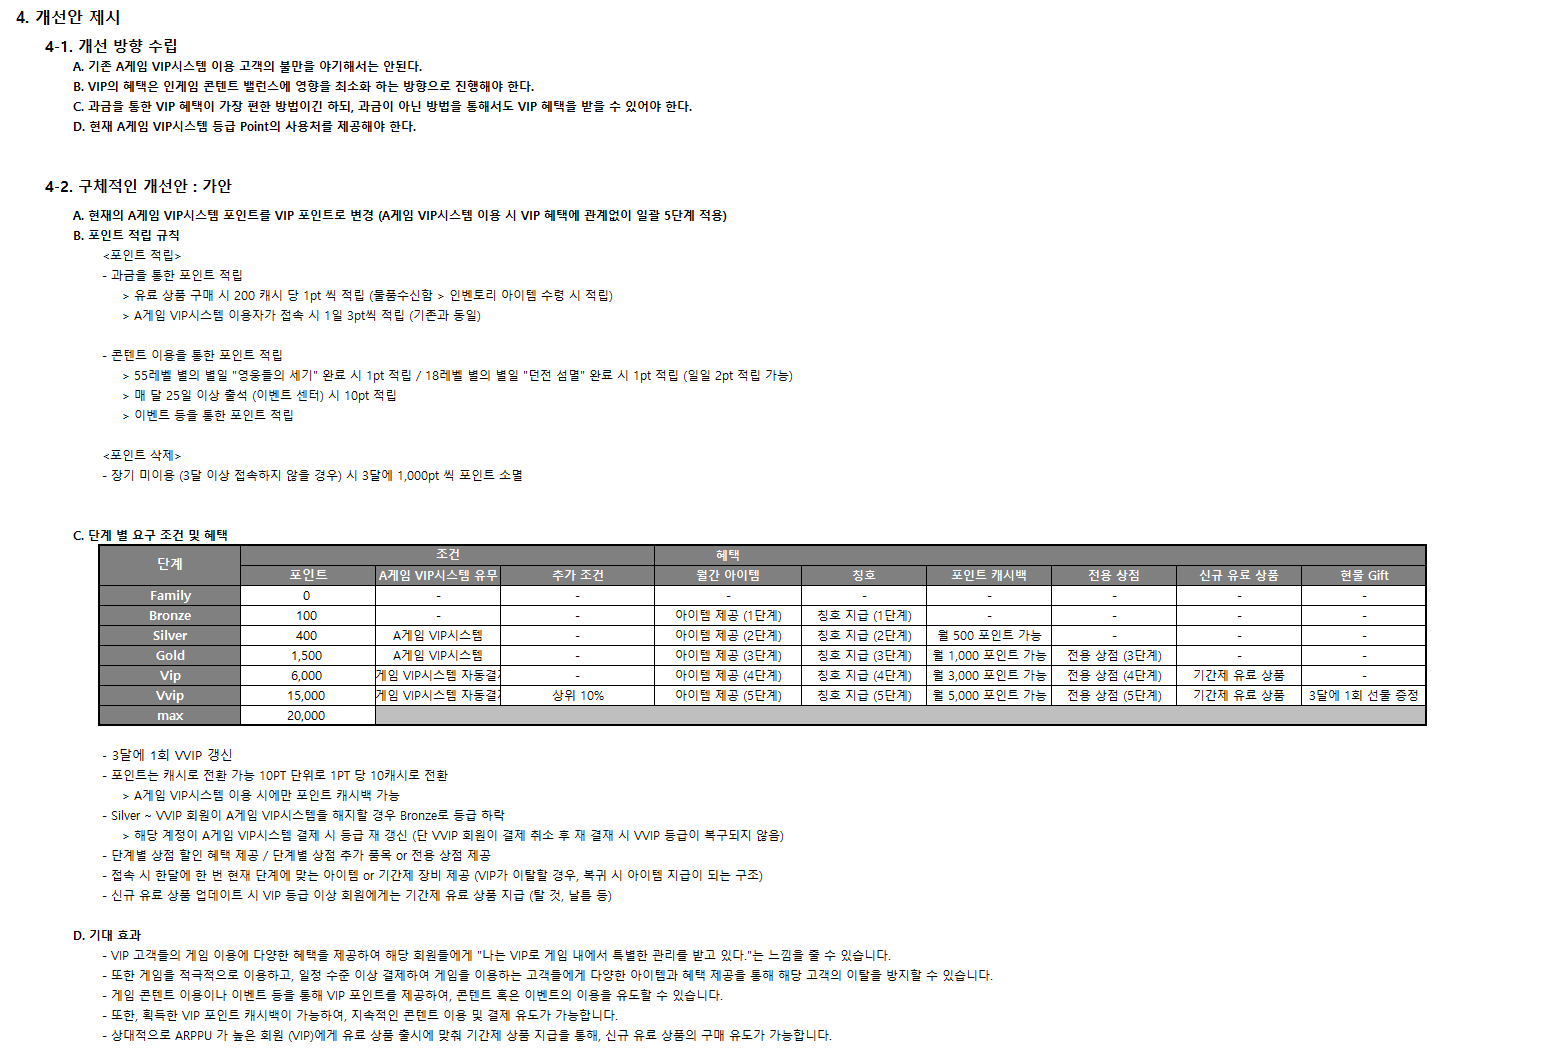 4. 개선안 제시
4-1. 개선 방향 수립
A. 기존 A게임 VIP시스템 이용 고객의 불만을 야기해서는 안된다.
B. VIP의 혜택은 인게임 콘텐트 밸런스에 영향을 최소화 하는 방향으로 진행해야 한다.
C. 과금을 통한 VIP 혜택이 가장 편한 방법이긴 하되, 과금이 아닌 방법을 통해서도 VIP 혜택을 받을 수 있어야 한다.
D. 현재 A게임 VIP시스템 등급 Point의 사용처를 제공해야 한다.
4-2. 구체적인 개선안 : 가안
A. 현재의 A게임 VIP시스템 포인트를 VIP 포인트로 변경 (A게임 VIP시스템 이용 시 VIP 혜택에 관계없이 일괄 5단계 적용)
B. 포인트 적립 규칙
<포인트 적립>
- 과금을 통한 포인트 적립
> 유료 상품 구매 시 200 캐시 당 1pt 씩 적립 (물품수신함 > 인벤토리 아이템 수령 시 적립)
> A게임 VIP시스템 이용자가 접속 시 1일 3pt씩 적립 (기존과 동일)
- 콘텐트 이용을 통한 포인트 적립
> 55레벨 별의 별일 "영웅들의 세기" 완료 시 1pt 적립 / 18레벨 별의 별일 "던전 섬멸" 완료 시 1pt 적립 (일일 2pt 적립 가능)
> 매 달 25일 이상 출석 (이벤트 센터) 시 10pt 적립
> 이벤트 등을 통한 포인트 적립
<포인트 삭제>
- 장기 미이용 (3달 이상 접속하지 않을 경우) 시 3달에 1,000pt 씩 포인트 소멸
C. 단계 별 요구 조건 및 혜택
단계 조건 혜택
포인트 A게임 VIP시스템 유무 추가 조건 월간 아이템 칭호 포인트 캐시백 전용 상점 신규 유료 상품 현물 Gift
Family 0 - - - - - - - -
Bronze 100 - - 아이템 제공 (1단계) 칭호 지급 (1단계) - - - -
Silver 400 A게임 VIP시스템 - 아이템 제공 (2단계) 칭호 지급 (2단계) 월 500 포인트 가능 - - -
Gold 1,500 A게임 VIP시스템 - 아이템 제공 (3단계) 칭호 지급 (3단계) 월 1,000 포인트 가능 전용 상점 (3단계) - -
Vip 6,000 게임 VIP시스템 자동결 - 아이템 제공 (4단계) 칭호 지급 (4단계) 월 3,000 포인트 가능 전용 상점 (4단계) 기간제 유료 상품 -
Vvip 15,000 게임 VIP시스템 자동결 상위 10% 아이템 제공 (5단계) 칭호 지급 (5단계) 월 5,000 포인트 가능 전용 상점 (5단계) 기간제 유료 상품 3달에 1회 선물 증정
max 20,000
- 3달에 1회 VVIP 갱신
- 포인트는 캐시로 전환 가능 10PT 단위로 1PT 당 10캐시로 전환
> A게임 VIP시스템 이용 시에만 포인트 캐시백 가능
- Silver ~ VVIP 회원이 A게임 VIP시스템을 해지할 경우 Bronze로 등급 하락
> 해당 계정이 A게임 VIP시스템 결제 시 등급 재 갱신 (단 VVIP 회원이 결제 취소 후 재 결재 시 VVIP 등급이 복구되지 않음)
- 단계별 상점 할인 혜택 제공 / 단계별 상점 추가 품목 or 전용 상점 제공
- 접속 시 한달에 한 번 현재 단계에 맞는 아이템 or 기간제 장비 제공 (VIP가 이탈할 경우, 복귀 시 아이템 지급이 되는 구조)
- 신규 유료 상품 업데이트 시 VIP 등급 이상 회원에게는 기간제 유료 상품 지급 (탈 것, 날틀 등)
D. 기대 효과
- VIP 고객들의 게임 이용에 다양한 혜택을 제공하여 해당 회원들에게 "나는 VIP로 게임 내에서 특별한 관리를 받고 있다."는 느낌을 줄 수 있습니다.
- 또한 게임을 적극적으로 이용하고, 일정 수준 이상 결제하여 게임을 이용하는 고객들에게 다양한 아이템과 혜택 제공을 통해 해당 고객의 이탈을 방지할 수 있습니다.
- 게임 콘텐트 이용이나 이벤트 등을 통해 VIP 포인트를 제공하여, 콘텐트 혹은 이벤트의 이용을 유도할 수 있습니다.
- 또한, 획득한 VIP 포인트 캐시백이 가능하여, 지속적인 콘텐트 이용 및 결제 유도가 가능합니다.
- 상대적으로 ARPPU 가 높은 회원 (VIP)에게 유료 상품 출시에 맞춰 기간제 상품 지급을 통해, 신규 유료 상품의 구매 유도가 가능합니다.